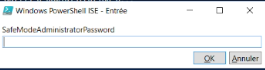 Windows PowerShell ISE - Entrée
SafeModeAdministratorPassword
OK Annuler